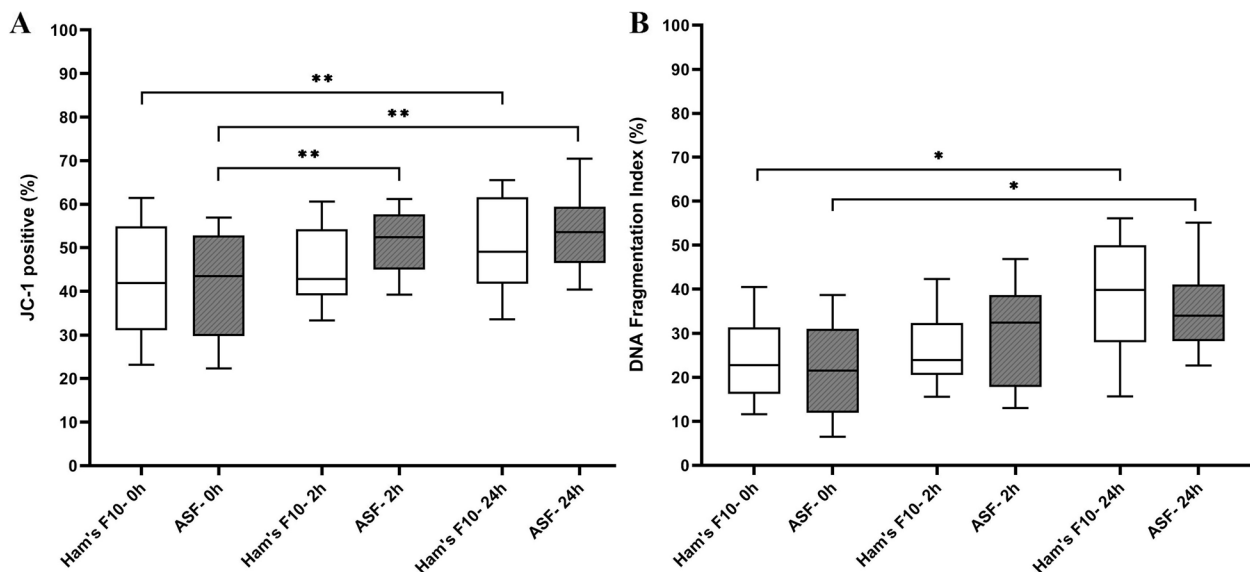 A
JC-1 positive (%)
100
90
80
70
60
50
40
30
20
10
0
**
**
**
Ham's F10- 0h
ASF- 0h
Ham's F10- 2h
ASF- 2h
Ham's F10- 24h
ASF- 24h
B
DNA Fragmentation Index (%)
100
90
80
70
60
50
40
30
20
10
0
*
*
Ham's F10- 0h
ASF- 0h
Ham's F10- 2h
ASF- 2h
Ham's F10- 24h
ASF- 24h